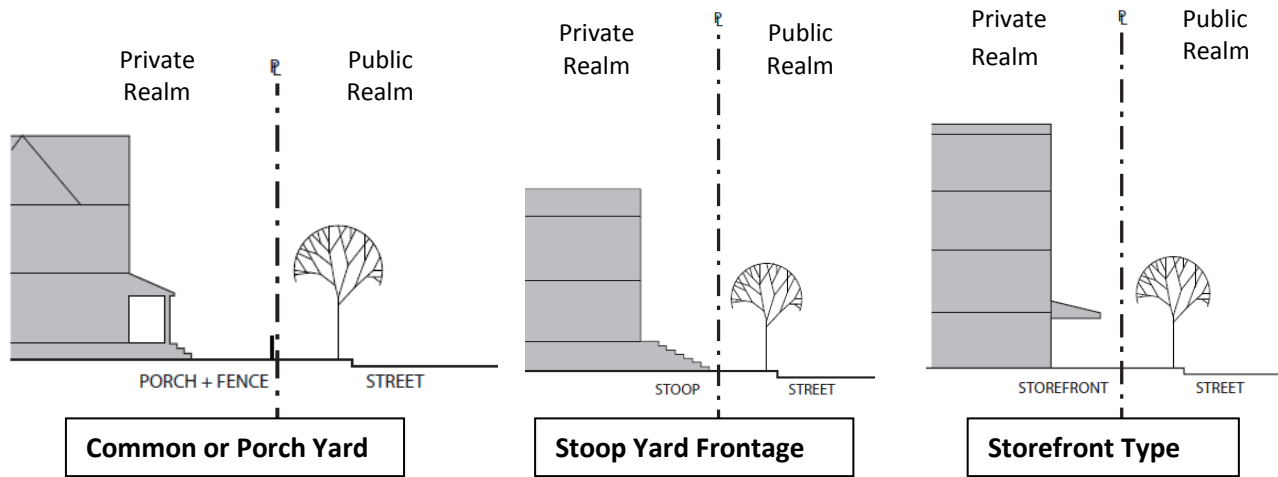 Private
Realm
PL
Public
Realm
PORCH + FENCE
STREET
Common or Porch Yard
Private
Realm
PL
Public
Realm
STOOP
STREET
Stoop Yard Frontage
Private
Realm
PL
Public
Realm
STOREFRONT
STREET
Storefront Type